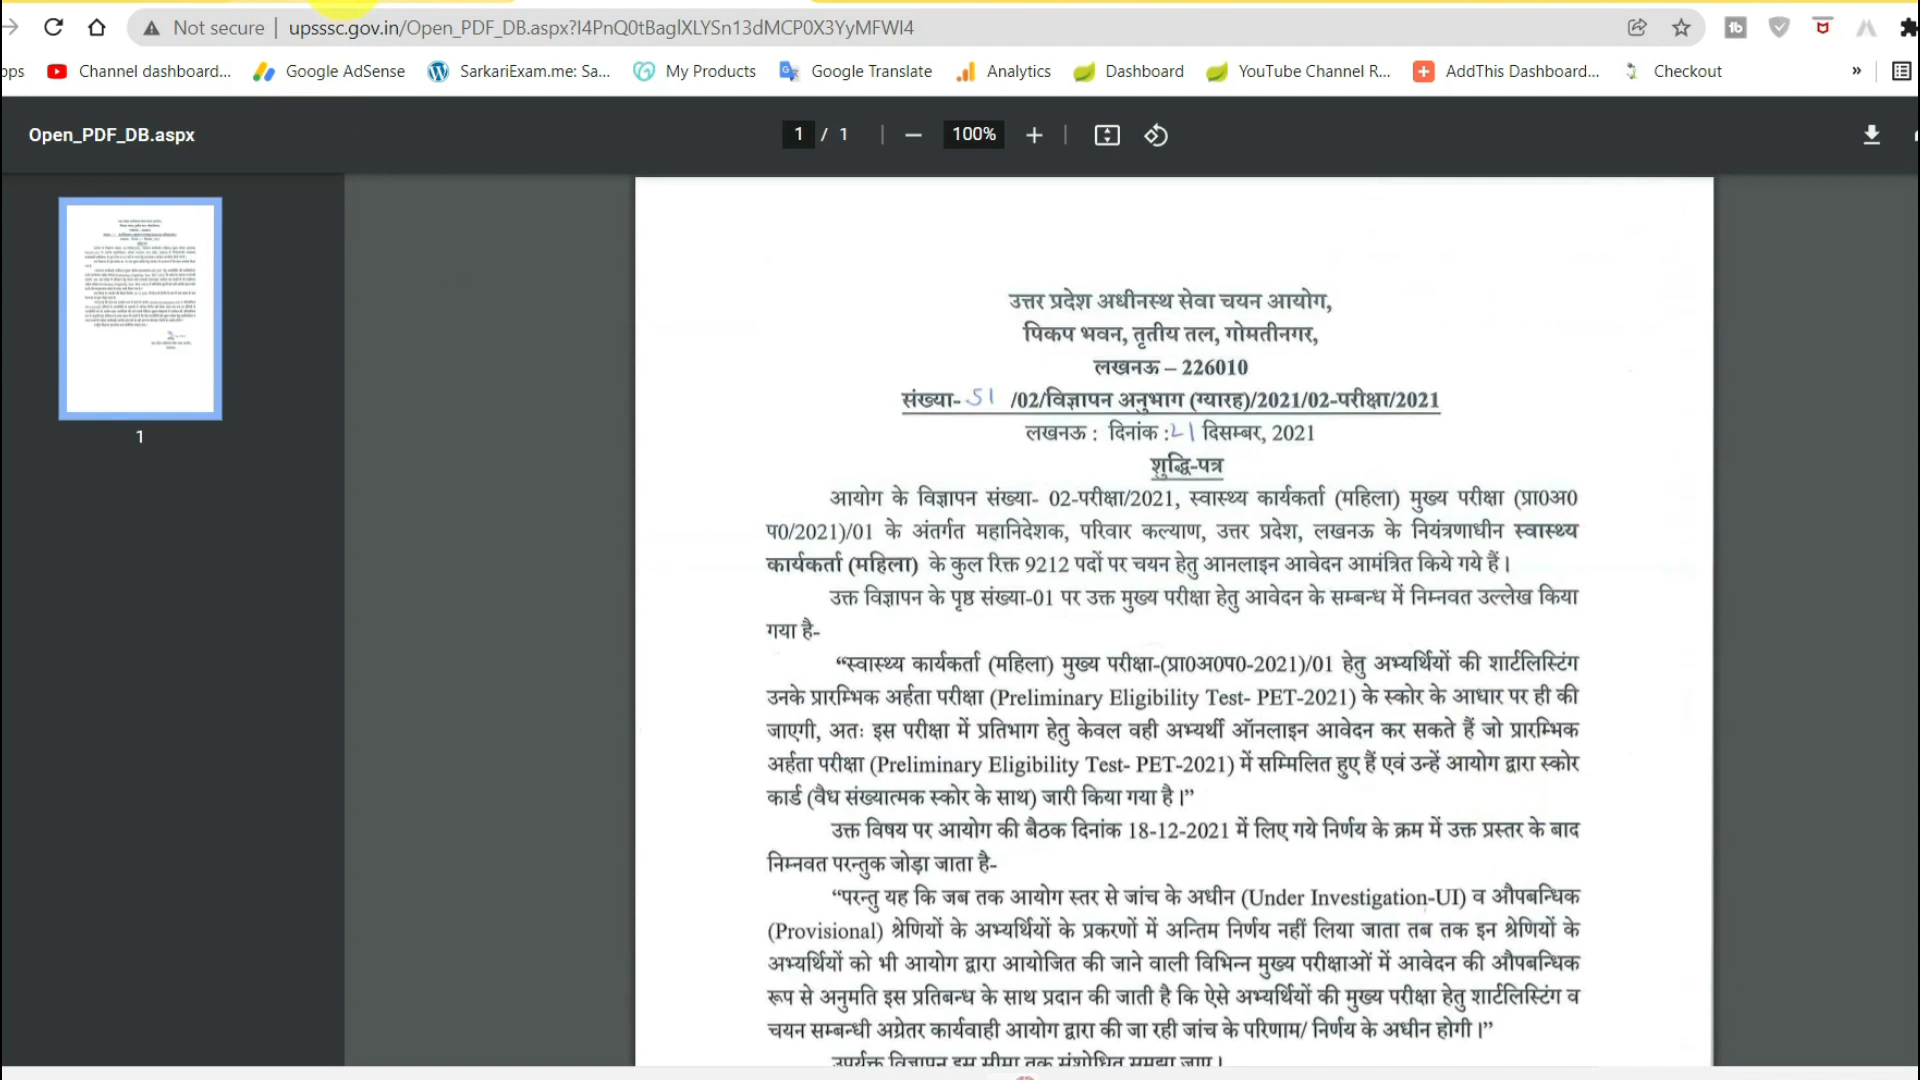 Not secure | upsssc.gov.in/Open_PDF_DB.aspx?I4PnQ0tBaglXLYSn13dMCP0X3YyMFWI4
ops Channel dashboard... Google AdSense SarkariExam.me: Sa... My Products Google Translate Analytics Dashboard YouTube Channel R... AddThis Dashboard... Checkout »
Open_PDF_DB.aspx 1 / 1 100%
1
उत्तर प्रदेश अधीनस्थ सेवा चयन आयोग,
पिकप भवन, तृतीय तल, गोमतीनगर,
लखनऊ – 226010
संख्या- 51 /02/विज्ञापन अनुभाग (ग्यारह)/2021/02-परीक्षा/2021
लखनऊ : दिनांक :21 दिसम्बर, 2021
शुद्धि-पत्र
आयोग के विज्ञापन संख्या- 02-परीक्षा/2021, स्वास्थ्य कार्यकर्ता (महिला) मुख्य परीक्षा (प्रा0अ0
प0/2021)/01 के अंतर्गत महानिदेशक, परिवार कल्याण, उत्तर प्रदेश, लखनऊ के नियंत्रणाधीन स्वास्थ्य
कार्यकर्ता (महिला) के कुल रिक्त 9212 पदों पर चयन हेतु आनलाइन आवेदन आमंत्रित किये गये हैं।
उक्त विज्ञापन के पृष्ठ संख्या-01 पर उक्त मुख्य परीक्षा हेतु आवेदन के सम्बन्ध में निम्नवत उल्लेख किया
गया है-
“स्वास्थ्य कार्यकर्ता (महिला) मुख्य परीक्षा-(प्रा0अ0प0-2021)/01 हेतु अभ्यर्थियों की शार्टलिस्टिंग
उनके प्रारम्भिक अर्हता परीक्षा (Preliminary Eligibility Test- PET-2021) के स्कोर के आधार पर ही की
जाएगी, अतः इस परीक्षा में प्रतिभाग हेतु केवल वही अभ्यर्थी ऑनलाइन आवेदन कर सकते हैं जो प्रारम्भिक
अर्हता परीक्षा (Preliminary Eligibility Test- PET-2021) में सम्मिलित हुए हैं एवं उन्हें आयोग द्वारा स्कोर
कार्ड (वैध संख्यात्मक स्कोर के साथ) जारी किया गया है।”
उक्त विषय पर आयोग की बैठक दिनांक 18-12-2021 में लिए गये निर्णय के क्रम में उक्त प्रस्तर के बाद
निम्नवत परन्तुक जोड़ा जाता है-
“परन्तु यह कि जब तक आयोग स्तर से जांच के अधीन (Under Investigation-UI) व औपबन्धिक
(Provisional) श्रेणियों के अभ्यर्थियों के प्रकरणों में अन्तिम निर्णय नहीं लिया जाता तब तक इन श्रेणियों के
अभ्यर्थियों को भी आयोग द्वारा आयोजित की जाने वाली विभिन्न मुख्य परीक्षाओं में आवेदन की औपबन्धिक
रूप से अनुमति इस प्रतिबन्ध के साथ प्रदान की जाती है कि ऐसे अभ्यर्थियों की मुख्य परीक्षा हेतु शार्टलिस्टिंग व
चयन सम्बन्धी अग्रेतर कार्यवाही आयोग द्वारा की जा रही जांच के परिणाम/ निर्णय के अधीन होगी।”
उपर्युक्त विज्ञापन इस सीमा तक संशोधित समझा जाए।